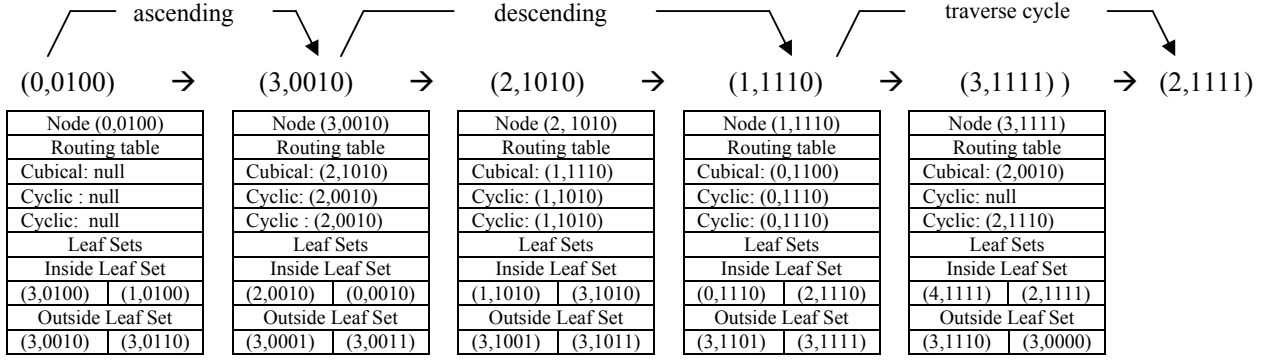 ascending descending traverse cycle
(0,0100) → (3,0010) → (2,1010) → (1,1110) → (3,1111) ) → (2,1111)
Node (0,0100)
Routing table
Cubical: null
Cyclic : null
Cyclic: null
Leaf Sets
Inside Leaf Set
(3,0100) (1,0100)
Outside Leaf Set
(3,0010) (3,0110)
Node (3,0010)
Routing table
Cubical: (2,1010)
Cyclic: (2,0010)
Cyclic : (2,0010)
Leaf Sets
Inside Leaf Set
(2,0010) (0,0010)
Outside Leaf Set
(3,0001) (3,0011)
Node (2, 1010)
Routing table
Cubical: (1,1110)
Cyclic: (1,1010)
Cyclic: (1,1010)
Leaf Sets
Inside Leaf Set
(1,1010) (3,1010)
Outside Leaf Set
(3,1001) (3,1011)
Node (1,1110)
Routing table
Cubical: (0,1100)
Cyclic: (0,1110)
Cyclic: (0,1110)
Leaf Sets
Inside Leaf Set
(0,1110) (2,1110)
Outside Leaf Set
(3,1101) (3,1111)
Node (3,1111)
Routing table
Cubical: (2,0010)
Cyclic: null
Cyclic: (2,1110)
Leaf Sets
Inside Leaf Set
(4,1111) (2,1111)
Outside Leaf Set
(3,1110) (3,0000)